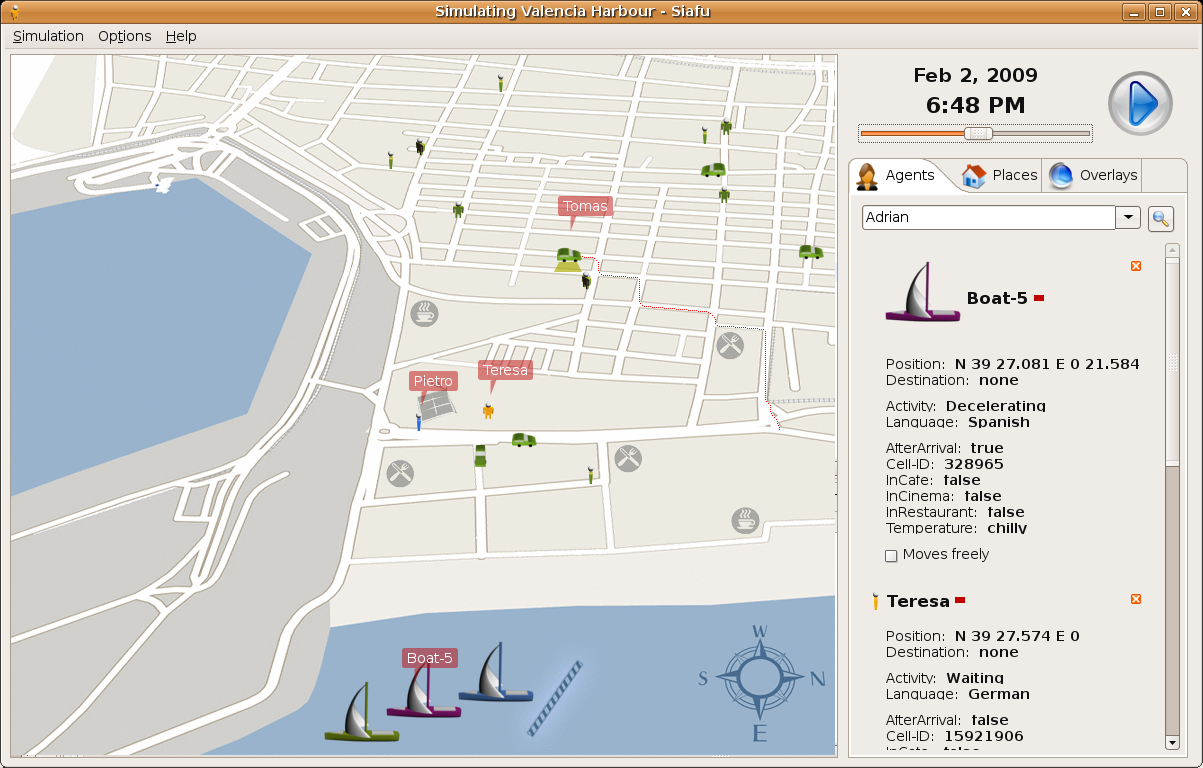 Simulating Valencia Harbour - Siafu
Simulation Options Help
Feb 2, 2009
6:48 PM
Agents Places Overlays
Adrian
Tomas
Teresa
Pietro
Boat-5
W
S N
E
Boat-5
Position: N 39 27.081 E 0 21.584
Destination: none
Activity: Decelerating
Language: Spanish
AfterArrival: true
Cell-ID: 328965
InCafe: false
InCinema: false
InRestaurant: false
Temperature: chilly
Moves freely
Teresa
Position: N 39 27.574 E 0
Destination: none
Activity: Waiting
Language: German
AfterArrival: false
Cell-ID: 15921906
InCafe: false